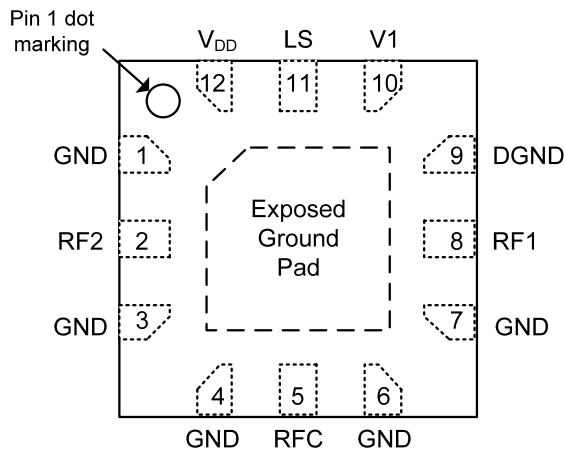 Pin 1 dot
marking
VDD LS V1
12 11 10
GND 1 9 DGND
Exposed
Ground
Pad
RF2 2 8 RF1
GND 3 7 GND
4 5 6
GND RFC GND